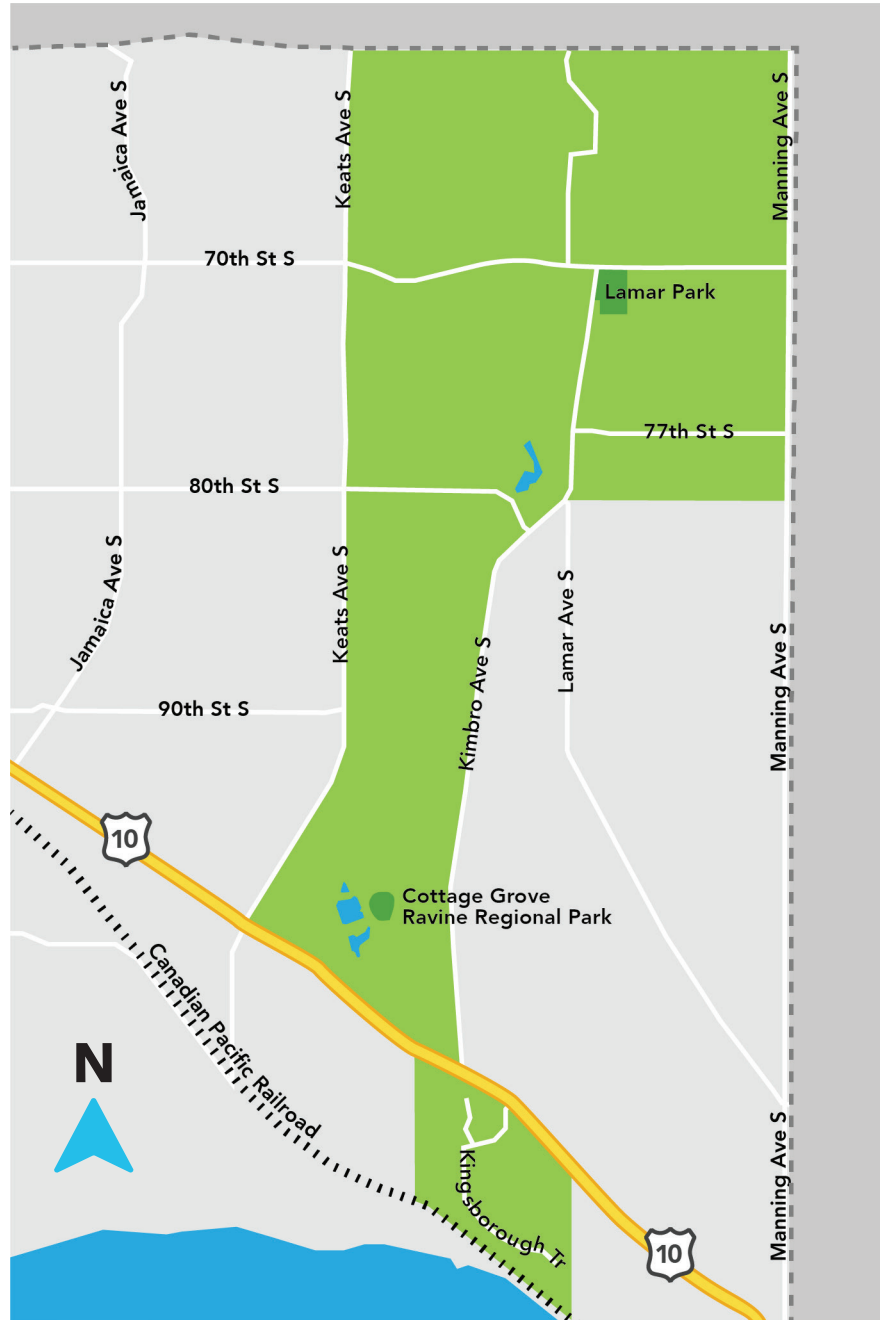 Jamaica Ave S
Keats Ave S
Manning Ave S
70th St S
Lamar Park
77th St S
80th St S
Jamaica Ave S
Keats Ave S
Lamar Ave S
Kimbro Ave S
Manning Ave S
90th St S
10
Cottage Grove
Ravine Regional Park
Canadian Pacific Railroad
N
Kingsborough Tr
Manning Ave S
10